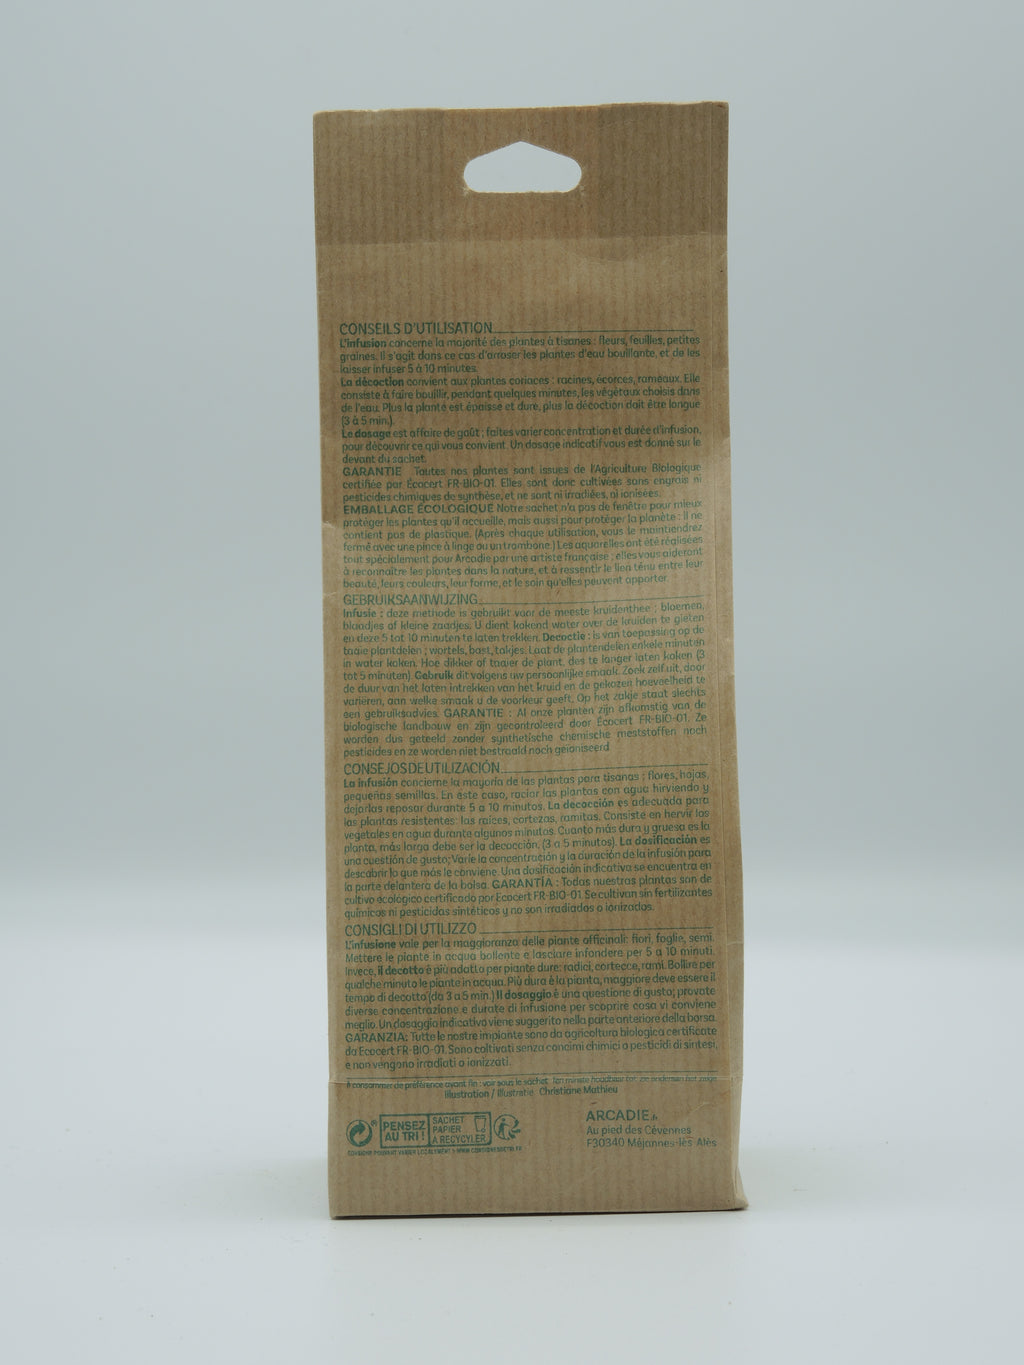 CONSEILS D'UTILISATION
L'infusion concerne la majorité des plantes à tisanes : fleurs, feuilles, petites
graines. Il s'agit dans ce cas d'arroser les plantes d'eau bouillante, et de les
laisser infuser 5 à 10 minutes.
La décoction convient aux plantes coriaces : racines, écorces, rameaux. Elle
consiste à faire bouillir, pendant quelques minutes, les végétaux choisis dans
de l'eau. Plus la plante est épaisse et dure, plus la décoction doit être longue
(3 à 5 min.).
Le dosage est affaire de goût ; faites varier concentration et durée d'infusion,
pour découvrir ce qui vous convient. Un dosage indicatif vous est donné sur le
devant du sachet.
GARANTIE Toutes nos plantes sont issues de l'Agriculture Biologique
certifiée par Ecocert FR-BIO-01. Elles sont donc cultivées sans engrais ni
pesticides chimiques de synthèse, et ne sont ni irradiées, ni ionisées.
EMBALLAGE ÉCOLOGIQUE Notre sachet n'a pas de fenêtre pour mieux
protéger les plantes qu'il accueille, mais aussi pour protéger la planète : il ne
contient pas de plastique. (Après chaque utilisation, vous le maintiendrez
fermé avec une pince à linge ou un trombone.) Les aquarelles ont été réalisées
tout spécialement pour Arcadie par une artiste française ; elles vous aideront
à reconnaître les plantes dans la nature, et à ressentir le lien ténu entre leur
beauté, leurs couleurs, leur forme, et le soin qu'elles peuvent apporter.
GEBRUIKSAANWIJZING
Infusie : deze methode is gebruikt voor de meeste kruidenthee ; bloemen,
blaadjes of kleine zaadjes. U dient kokend water over de kruiden te gieten
en deze 5 tot 10 minuten te laten trekken. Decoctie : is van toepassing op de
taaie plantdelen ; wortels, bast, takjes. Laat de plantendelen enkele minuten
in water koken. Hoe dikker of taaier de plant, des te langer laten koken (3
tot 5 minuten). Gebruik dit volgens uw persoonlijke smaak. Zoek zelf uit, door
de duur van het laten intrekken van het kruid en de gekozen hoeveelheid te
variëren, aan welke smaak u de voorkeur geeft. Op het zakje staat slechts
een gebruiksadvies. GARANTIE : Al onze planten zijn afkomstig van de
biologische landbouw en zijn gecontroleerd door Écocert FR-BIO-01. Ze
worden dus geteeld zonder synthetische chemische meststoffen noch
pesticides en ze worden niet bestraald noch geïoniseerd
CONSEJOS DE UTILIZACIÓN
La infusión concierne la mayoría de las plantas para tisanas ; flores, hojas,
pequeñas semillas. En este caso, rociar las plantas con agua hirviendo y
dejarlas reposar durante 5 a 10 minutos. La decocción es adecuada para
las plantas resistentes: las raíces, cortezas, ramitas. Consiste en hervir los
vegetales en agua durante algunos minutos. Cuanto más dura y gruesa es la
planta, más larga debe ser la decocción. (3 a 5 minutos). La dosificación es
una cuestión de gusto; Varíe la concentración y la duración de la infusión para
descubrir lo que más le conviene. Una dosificación indicativa se encuentra en
la parte delantera de la bolsa. GARANTÍA : Todas nuestras plantas son de
cultivo ecológico certificado por Ecocert FR-BIO-01. Se cultivan sin fertilizantes
químicos ni pesticidas sintéticos y no son irradiados o ionizados.
CONSIGLI DI UTILIZZO
L'infusione vale per la maggioranza delle piante officinali: fiori, foglie, semi.
Mettere le piante in acqua bollente e lasciare infondere per 5 a 10 minuti.
Invece, il decotto è più adatto per piante dure: radici, cortecce, rami. Bollire per
qualche minuto le piante in acqua. Più dura è la pianta, maggiore deve essere il
tempo di decotto (da 3 a 5 min.) Il dosaggio è una questione di gusto; provate
diverse concentrazione e durate di infusione per scoprire cosa vi conviene
meglio. Un dosaggio indicativo viene suggerito nella parte anteriore della borsa.
GARANZIA: Tutte le nostre impiante sono da agricoltura biologica certificate
da Ecocert FR-BIO-01. Sono coltivati senza concimi chimici o pesticidi di sintesi,
e non vengono irradiati o ionizzati.
À consommer de préférence avant fin : voir sous le sachet Ten minste houdbaar tot: zie onderaan het zakje
Illustration / Illustratie Christiane Mathieu
PENSEZ
AU TRI !
SACHET
PAPIER
À RECYCLER
CONSIGNE POUVANT VARIER LOCALEMENT > WWW.CONSIGNESDETRI.FR
ARCADIE
Au pied des Cévennes
F30340 Méjannes-lès Alès